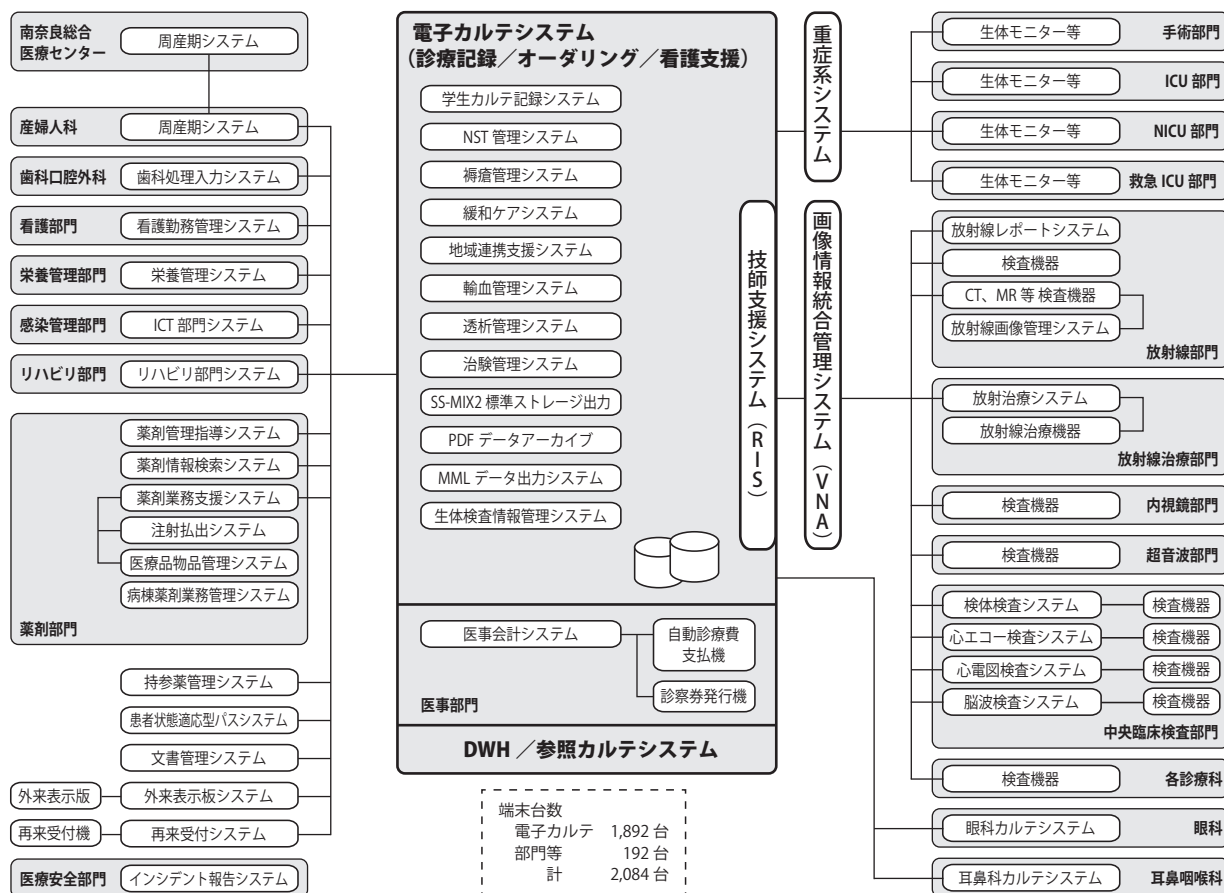 南奈良総合
医療センター
周産期システム
産婦人科
周産期システム
歯科口腔外科
歯科処理入力システム
看護部門
看護勤務管理システム
栄養管理部門
栄養管理システム
感染管理部門
ICT 部門システム
リハビリ部門
リハビリ部門システム
薬剤管理指導システム
薬剤情報検索システム
薬剤業務支援システム
注射払出システム
医療品物品管理システム
病棟薬剤業務管理システム
薬剤部門
持参薬管理システム
患者状態適応型パスシステム
文書管理システム
外来表示版
外来表示板システム
再来受付機
再来受付システム
医療安全部門
インシデント報告システム
電子カルテシステム
（診療記録／オーダリング／看護支援）
学生カルテ記録システム
NST 管理システム
褥瘡管理システム
緩和ケアシステム
地域連携支援システム
輸血管理システム
透析管理システム
治験管理システム
SS-MIX2 標準ストレージ出力
PDF データアーカイブ
MML データ出力システム
生体検査情報管理システム
技師支援システム（RIS）
医事会計システム
自動診療費
支払機
診察券発行機
医事部門
DWH ／参照カルテシステム
端末台数
電子カルテ 1,892 台
部門等 192 台
計 2,084 台
重症系システム
画像情報統合管理システム（VNA）
生体モニター等
手術部門
生体モニター等
ICU 部門
生体モニター等
NICU 部門
生体モニター等
救急 ICU 部門
放射線レポートシステム
検査機器
CT、MR 等 検査機器
放射線画像管理システム
放射線部門
放射治療システム
放射線治療機器
放射線治療部門
検査機器
内視鏡部門
検査機器
超音波部門
検体検査システム
検査機器
心エコー検査システム
検査機器
心電図検査システム
検査機器
脳波検査システム
検査機器
中央臨床検査部門
検査機器
各診療科
眼科カルテシステム
眼科
耳鼻科カルテシステム
耳鼻咽喉科